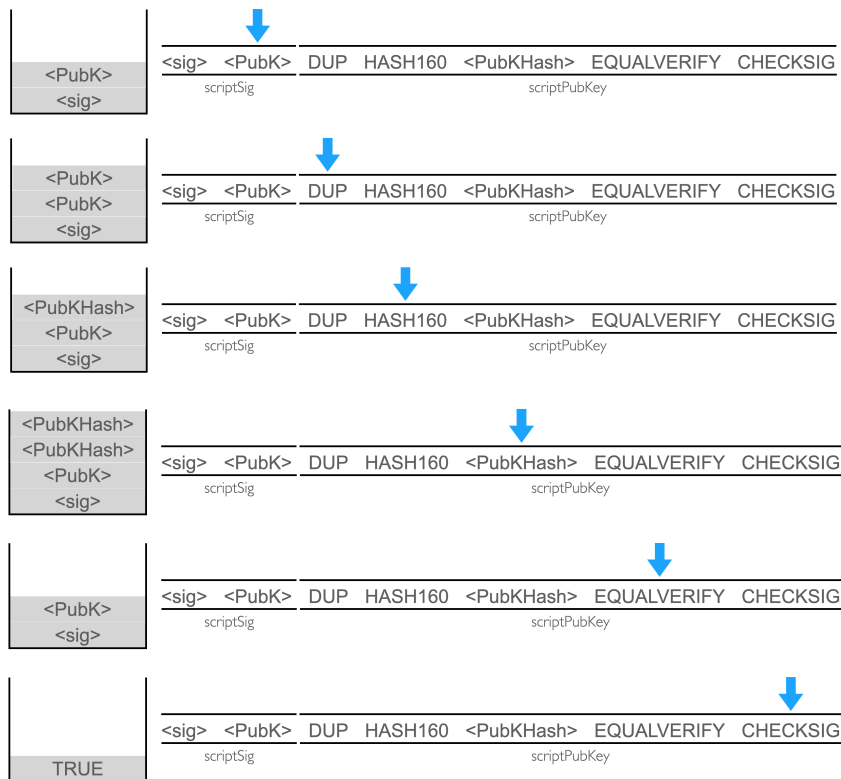 <sig> <PubK> DUP HASH160 <PubKHash> EQUALVERIFY CHECKSIG
<PubK>
scriptSig scriptPubKey
<sig>
<sig> <PubK> DUP HASH160 <PubKHash> EQUALVERIFY CHECKSIG
<PubK>
<PubK>
scriptSig scriptPubKey
<sig>
<PubKHash>
<sig> <PubK> DUP HASH160 <PubKHash> EQUALVERIFY CHECKSIG
<PubK>
scriptSig scriptPubKey
<sig>
<PubKHash>
<PubKHash>
<sig> <PubK> DUP HASH160 <PubKHash> EQUALVERIFY CHECKSIG
<PubK>
scriptSig scriptPubKey
<sig>
<sig> <PubK> DUP HASH160 <PubKHash> EQUALVERIFY CHECKSIG
<PubK>
scriptSig scriptPubKey
<sig>
<sig> <PubK> DUP HASH160 <PubKHash> EQUALVERIFY CHECKSIG
scriptSig scriptPubKey
TRUE